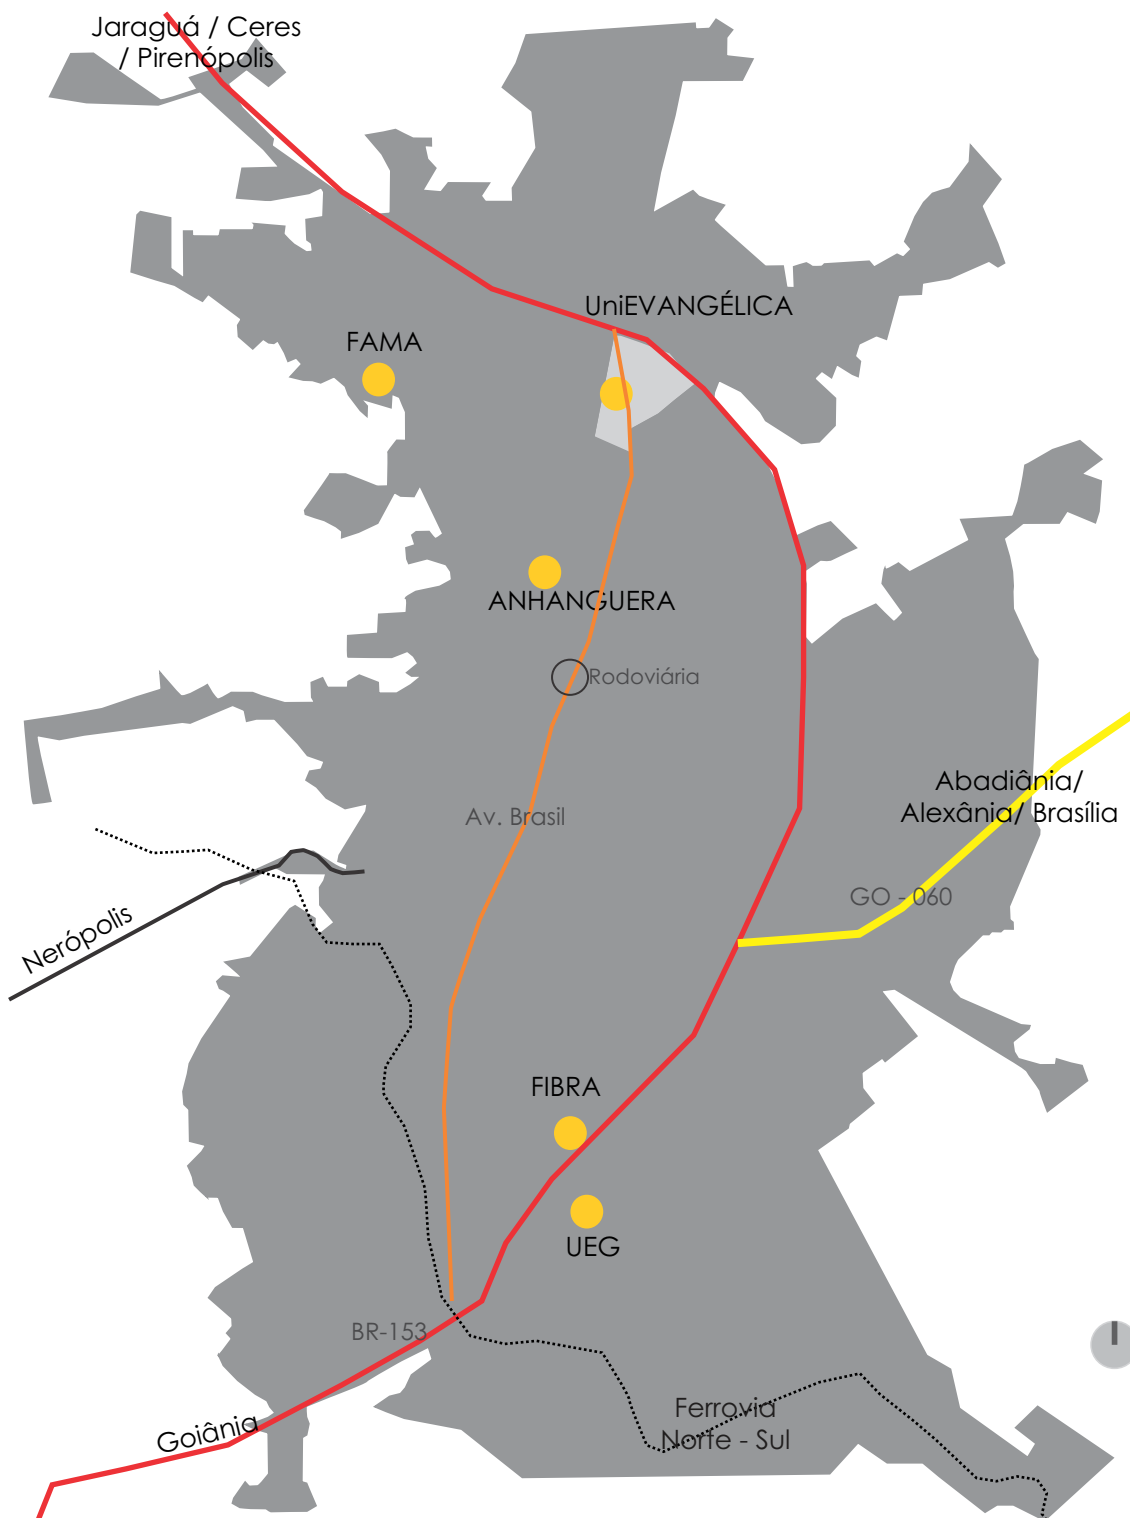 Jaraguá / Ceres
/ Pirenópolis
UniEVANGÉLICA
FAMA
ANHANGUERA
Rodoviária
Abadiânia/
Alexânia/ Brasília
Av. Brasil
GO - 060
Nerópolis
FIBRA
UEG
BR-153
Ferrovia
Norte - Sul
Goiânia